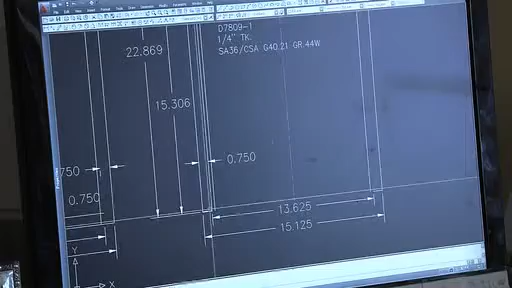 D7809-1
1/4" TK.
SA36/CSA G40.21 GR.44W
22.869
15.306
.750
0.750
0.750
13.625
15.125
Y
X